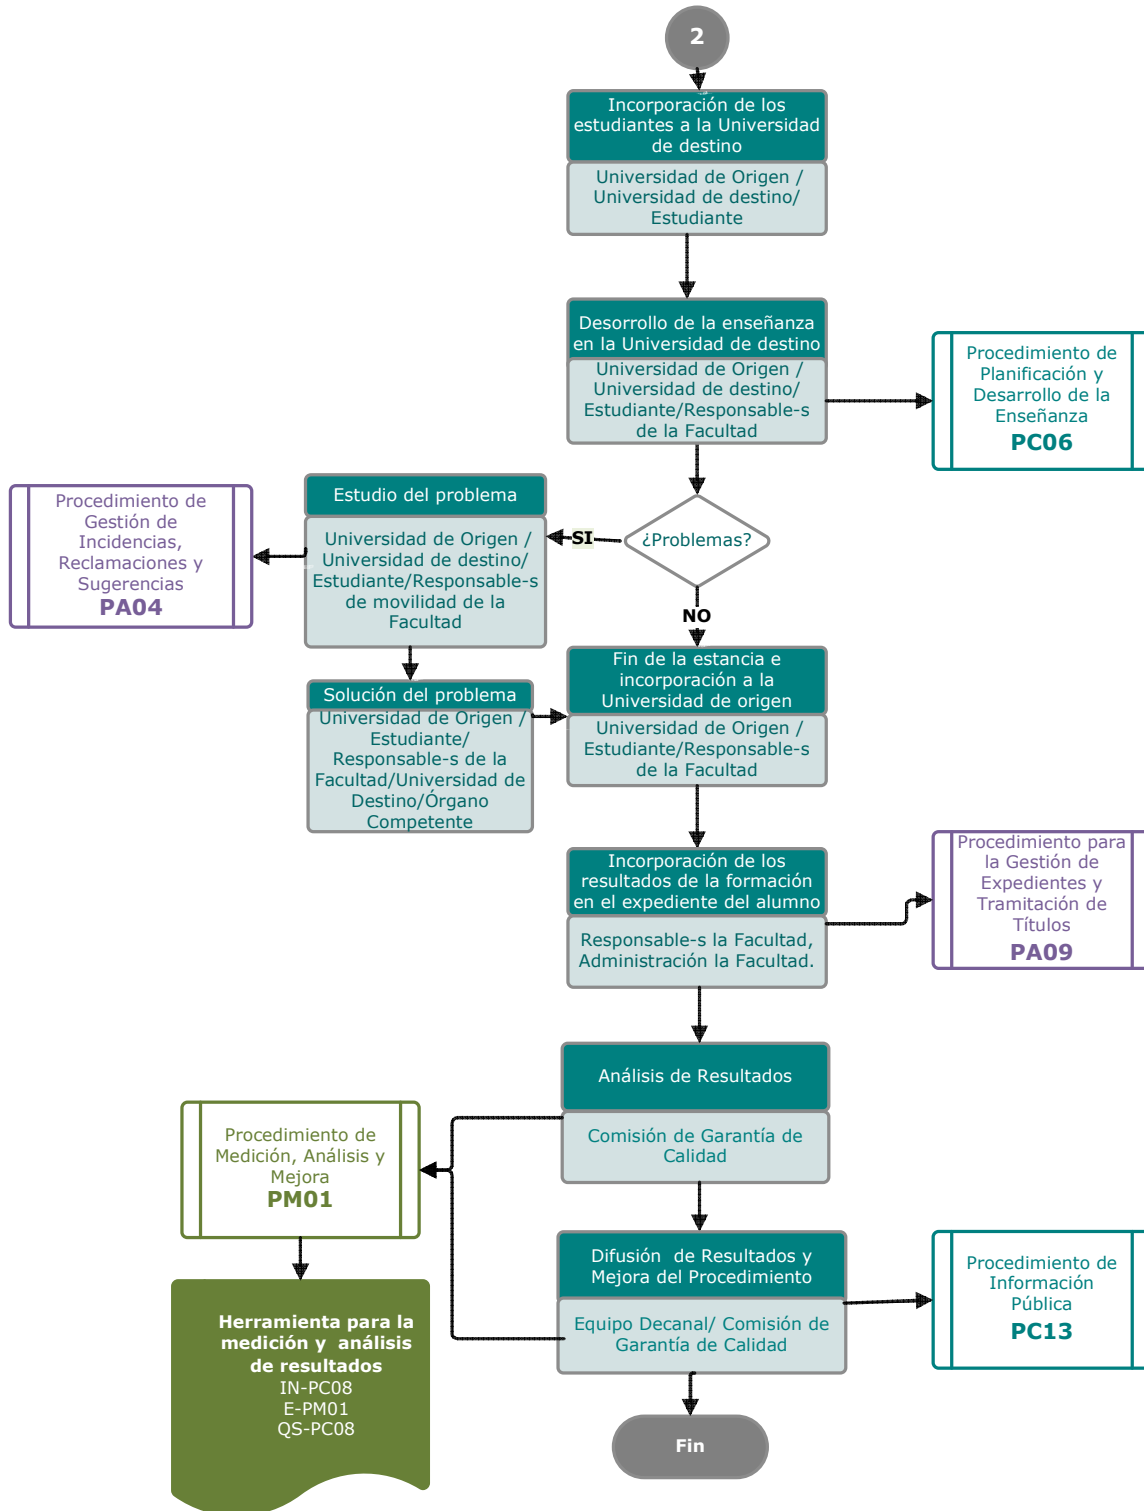 2
Incorporación de los
estudiantes a la Universidad
de destino
Universidad de Origen /
Universidad de destino/
Estudiante
Desorrollo de la enseñanza
en la Universidad de destino
Universidad de Origen /
Universidad de destino/
Estudiante/Responsable-s
de la Facultad
Procedimiento de
Planificación y
Desarrollo de la
Enseñanza
PC06
¿Problemas?
SI
NO
Estudio del problema
Universidad de Origen /
Universidad de destino/
Estudiante/Responsable-s
de movilidad de la
Facultad
Procedimiento de
Gestión de
Incidencias,
Reclamaciones y
Sugerencias
PA04
Solución del problema
Universidad de Origen /
Estudiante/
Responsable-s de la
Facultad/Universidad de
Destino/Órgano
Competente
Fin de la estancia e
incorporación a la
Universidad de origen
Universidad de Origen /
Estudiante/Responsable-s
de la Facultad
Incorporación de los
resultados de la formación
en el expediente del alumno
Responsable-s la Facultad,
Administración la Facultad.
Procedimiento para
la Gestión de
Expedientes y
Tramitación de
Títulos
PA09
Análisis de Resultados
Comisión de Garantía de
Calidad
Procedimiento de
Medición, Análisis y
Mejora
PM01
Difusión de Resultados y
Mejora del Procedimiento
Equipo Decanal/ Comisión de
Garantía de Calidad
Procedimiento de
Información
Pública
PC13
Herramienta para la
medición y análisis
de resultados
IN-PC08
E-PM01
QS-PC08
Fin